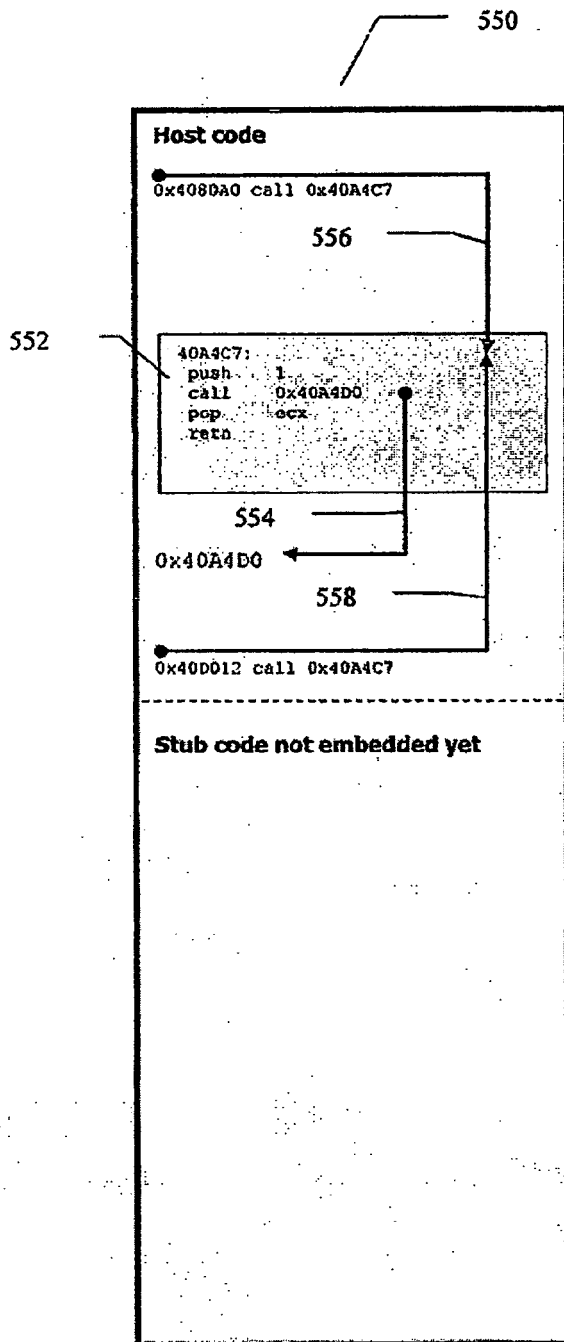 550
Host code
0x4080A0 call 0x40A4C7
556
552
40A4C7:
push 1
call 0x40A4D0
pop ecx
retn
554
0x40A4D0
558
0x40D012 call 0x40A4C7
Stub code not embedded yet